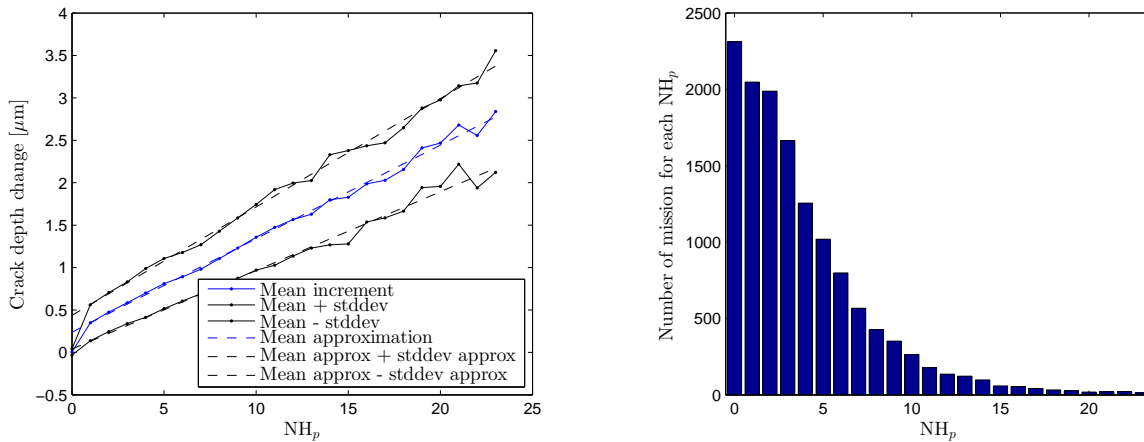 4
3.5
3
2.5
2
1.5
1
0.5
0
−0.5
Crack depth change [μm]
0 5 10 15 20 25
NH_p
Mean increment
Mean + stddev
Mean - stddev
Mean approximation
Mean approx + stddev approx
Mean approx - stddev approx
2500
2000
1500
1000
500
0
Number of mission for each NH_p
0 5 10 15 20
NH_p